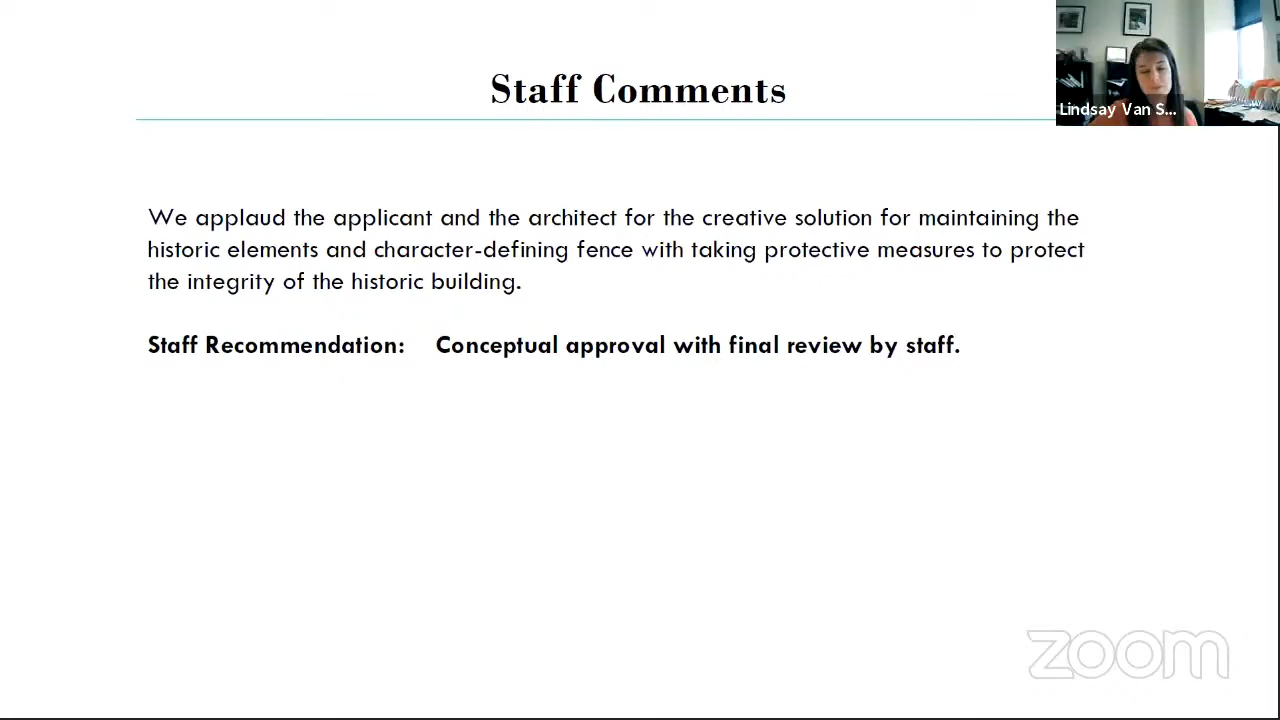 Staff Comments
Lindsay Van S...
We applaud the applicant and the architect for the creative solution for maintaining the
historic elements and character-defining fence with taking protective measures to protect
the integrity of the historic building.
Staff Recommendation: Conceptual approval with final review by staff.
zoom